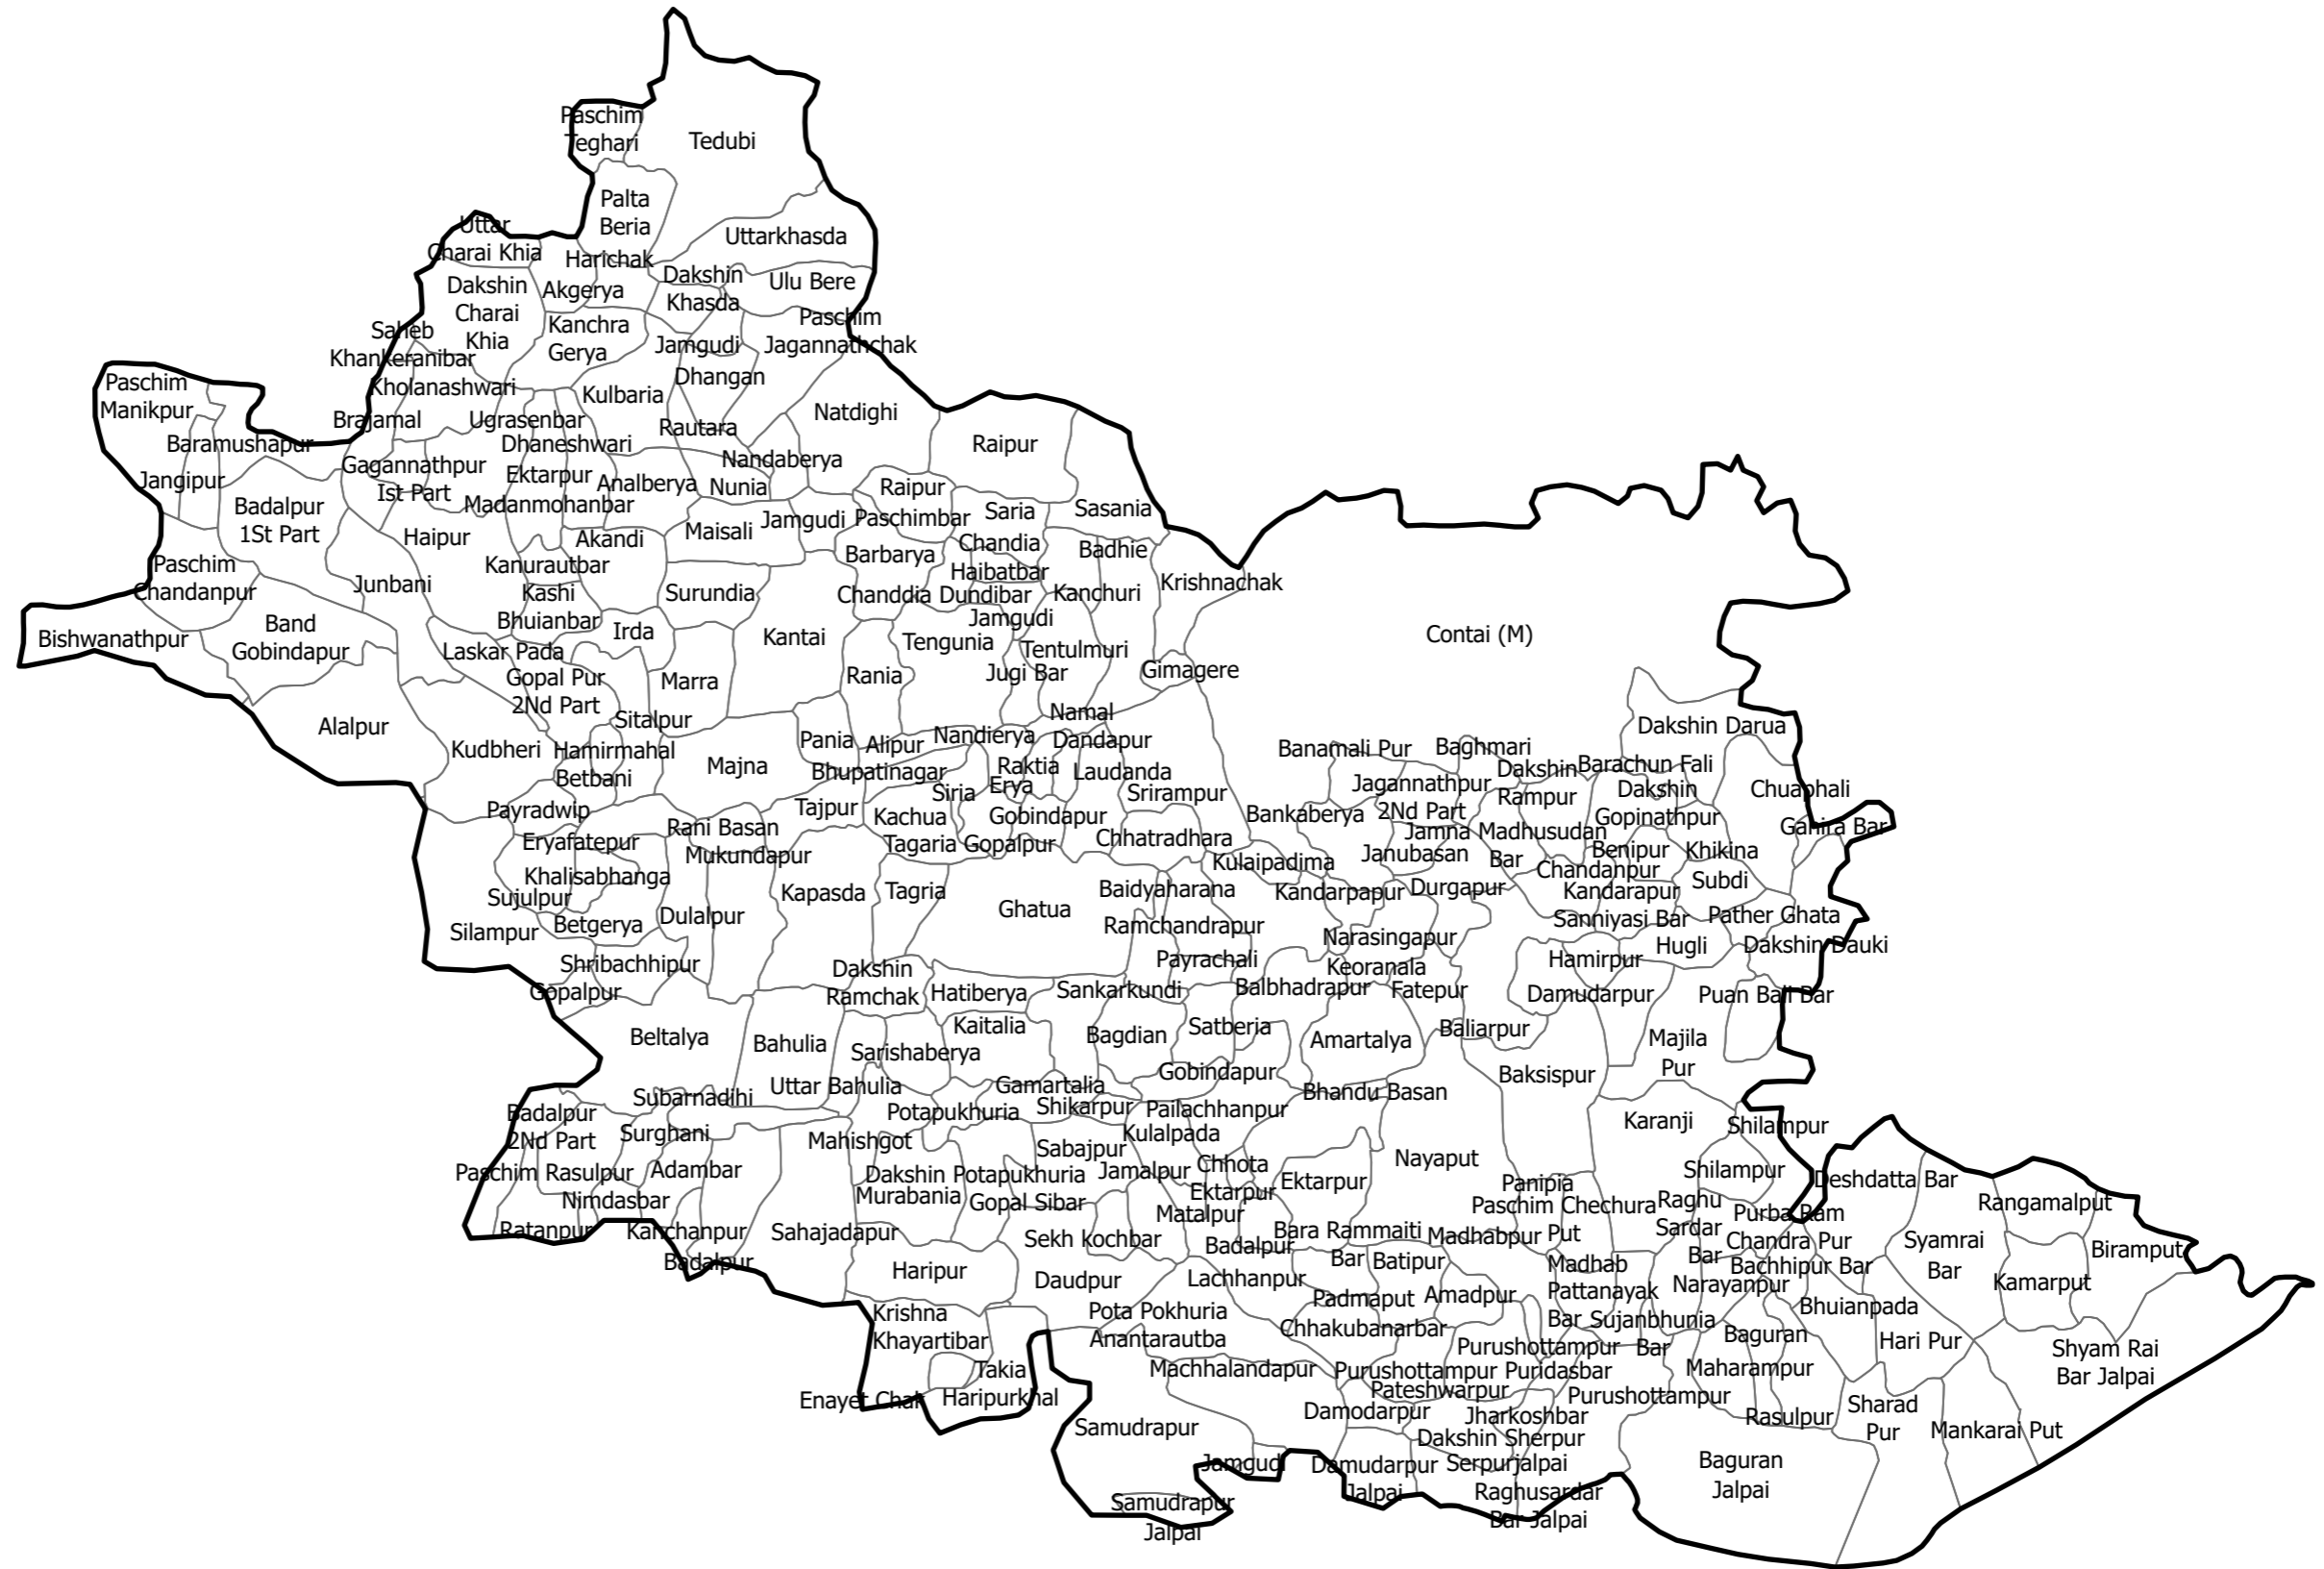 Paschim
Teghari
Tedubi
Palta
Beria
Uttar
Charai Khia
Uttarkhasda
Harichak
Dakshin
Khasda
Ulu Bere
Dakshin
Charai
Khia
Akgerya
Paschim
Jagannathchak
Saheb
Khankeranibar
Kanchra
Gerya
Jamgudi
Dhangan
Paschim
Manikpur
Kholanashwari
Kulbaria
Natdighi
Brajamal
Ugrasenbar
Rautara
Baramushapur
Dhaneshwari
Raipur
Jangipur
Gagannathpur
Ist Part
Ektarpur
Analberya
Nandaberya
Nunia
Raipur
Badalpur
1St Part
Madanmohanbar
Jamgudi
Paschimbar
Saria
Sasania
Haipur
Akandi
Maisali
Barbarya
Chandia
Badhie
Paschim
Chandanpur
Junbani
Kanurautbar
Haibatbar
Krishnachak
Kashi
Bhuianbar
Surundia
Chanddia
Dundibar
Kanchuri
Bishwanathpur
Band
Gobindapur
Irda
Kantai
Jamgudi
Tengunia
Contai (M)
Laskar Pada
Tentulmuri
Gopal Pur
2Nd Part
Marra
Rania
Jugi Bar
Gimagere
Alalpur
Sitalpur
Namal
Dakshin Darua
Kudbheri
Hamirmahal
Pania
Alipur
Nandierya
Dandapur
Banamali Pur
Baghmari
Betbani
Majna
Bhupatinagar
Raktia
Laudanda
Dakshin
Barachun Fali
Siria
Erya
Srirampur
Jagannathpur
2Nd Part
Rampur
Dakshin
Gopinathpur
Chuaphali
Payradwip
Tajpur
Kachua
Gobindapur
Bankaberya
Rani Basan
Chhatradhara
Jamna
Madhusudan
Gahira Bar
Eryafatepur
Mukundapur
Tagaria
Gopalpur
Kulaipadima
Janubasan
Bar
Benipur
Khikina
Khalisabhanga
Chandanpur
Sujulpur
Kapasda
Tagria
Baidyaharana
Kandarpapur
Durgapur
Kandarapur
Subdi
Silampur
Betgerya
Dulalpur
Ghatua
Ramchandrapur
Sanniyasi Bar
Pather Ghata
Narasingapur
Hugli
Dakshin Dauki
Shribachhipur
Dakshin
Ramchak
Payrachali
Keoranala
Hamirpur
Gopalpur
Hatiberya
Sankarkundi
Balbhadrapur
Fatepur
Damudarpur
Puan Bali Bar
Beltalya
Bahulia
Kaitalia
Bagdian
Satberia
Amartalya
Baliarpur
Majila
Pur
Sarishaberya
Uttar Bahulia
Gamartalia
Gobindapur
Bhandu Basan
Baksispur
Subarnadihi
Badalpur
2Nd Part
Potapukhuria
Shikarpur
Pailachhanpur
Karanji
Shilampur
Surghani
Mahishgot
Kulalpada
Sabajpur
Nayaput
Paschim Rasulpur
Adambar
Dakshin Potapukhuria
Jamalpur
Chhota
Ektarpur
Ektarpur
Shilampur
Deshdatta Bar
Nimdasbar
Murabania
Gopal Sibar
Matalpur
Panipia
Paschim Chechura
Raghu
Sardar
Bar
Purba Ram
Chandra Pur
Rangamalput
Ratanpur
Kanchanpur
Sahajadapur
Sekh kochbar
Badalpur
Bara Rammaiti
Bar
Madhabpur Put
Syamrai
Bar
Biramput
Badalpur
Haripur
Daudpur
Lachhanpur
Batipur
Madhab
Pattanayak
Bar
Narayanpur
Bachhipur Bar
Kamarput
Krishna
Khayartibar
Pota Pokhuria
Padmaput
Amadpur
Bhuianpada
Anantarautba
Chhakubanarbar
Sujanbhunia
Bar
Baguran
Hari Pur
Shyam Rai
Bar Jalpai
Takia
Machhalandapur
Purushottampur
Purushottampur
Puridasbar
Maharampur
Enayet Chak
Haripurkhal
Pateshwarpur
Purushottampur
Samudrapur
Damodarpur
Jharkoshbar
Rasulpur
Sharad
Pur
Mankarai Put
Dakshin Sherpur
Jamgudi
Damudarpur
Jalpai
Serpurjalpai
Baguran
Jalpai
Samudrapur
Jalpai
Raghusardar
Bar Jalpai